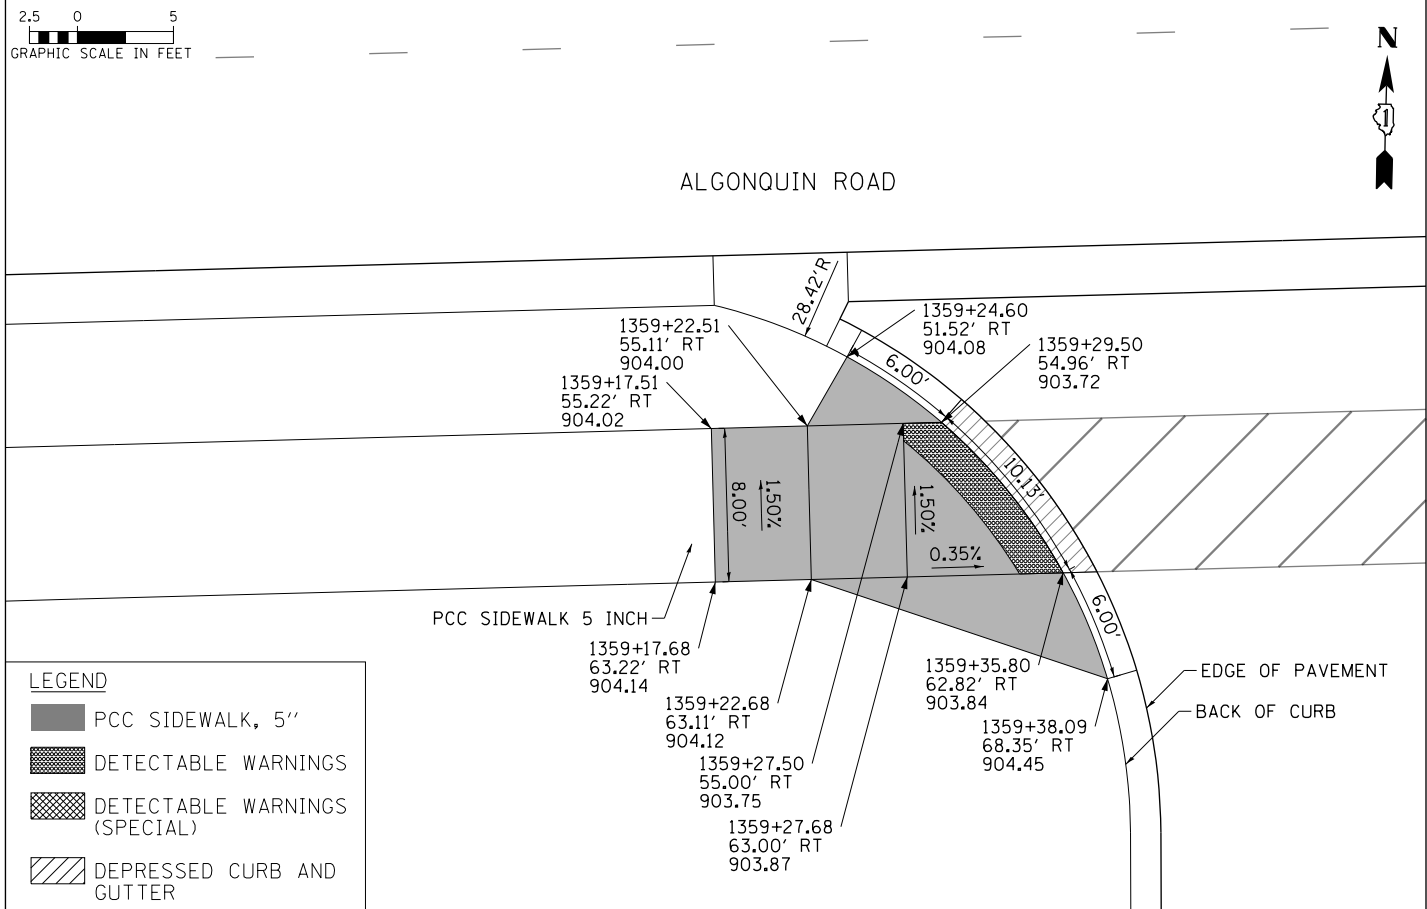 2.5 0 5
GRAPHIC SCALE IN FEET
N
1
ALGONQUIN ROAD
28.42'R
1359+22.51
55.11' RT
904.00
1359+24.60
51.52' RT
904.08
1359+29.50
54.96' RT
903.72
1359+17.51
55.22' RT
904.02
6.00'
10.13'
6.00'
8.00'
1.50%
1.50%
0.35%
PCC SIDEWALK 5 INCH
1359+17.68
63.22' RT
904.14
1359+22.68
63.11' RT
904.12
1359+27.50
55.00' RT
903.75
1359+27.68
63.00' RT
903.87
1359+35.80
62.82' RT
903.84
1359+38.09
68.35' RT
904.45
EDGE OF PAVEMENT
BACK OF CURB
LEGEND
PCC SIDEWALK, 5"
DETECTABLE WARNINGS
DETECTABLE WARNINGS
(SPECIAL)
DEPRESSED CURB AND
GUTTER